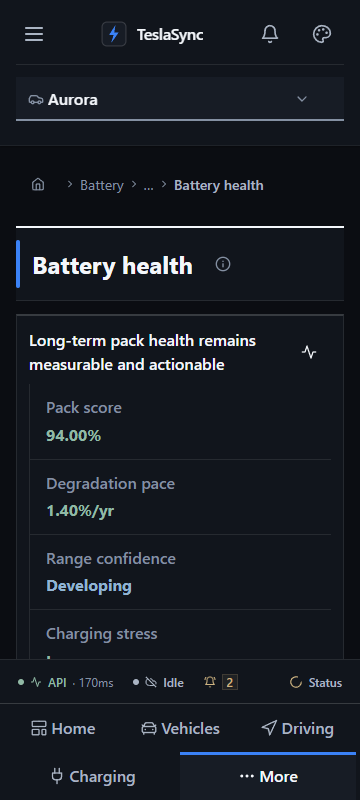 TeslaSync
Aurora
Battery ... Battery health
Battery health
Long-term pack health remains
measurable and actionable
Pack score
94.00%
Degradation pace
1.40%/yr
Range confidence
Developing
Charging stress
API · 170ms Idle 2 Status
Home Vehicles Driving
Charging More